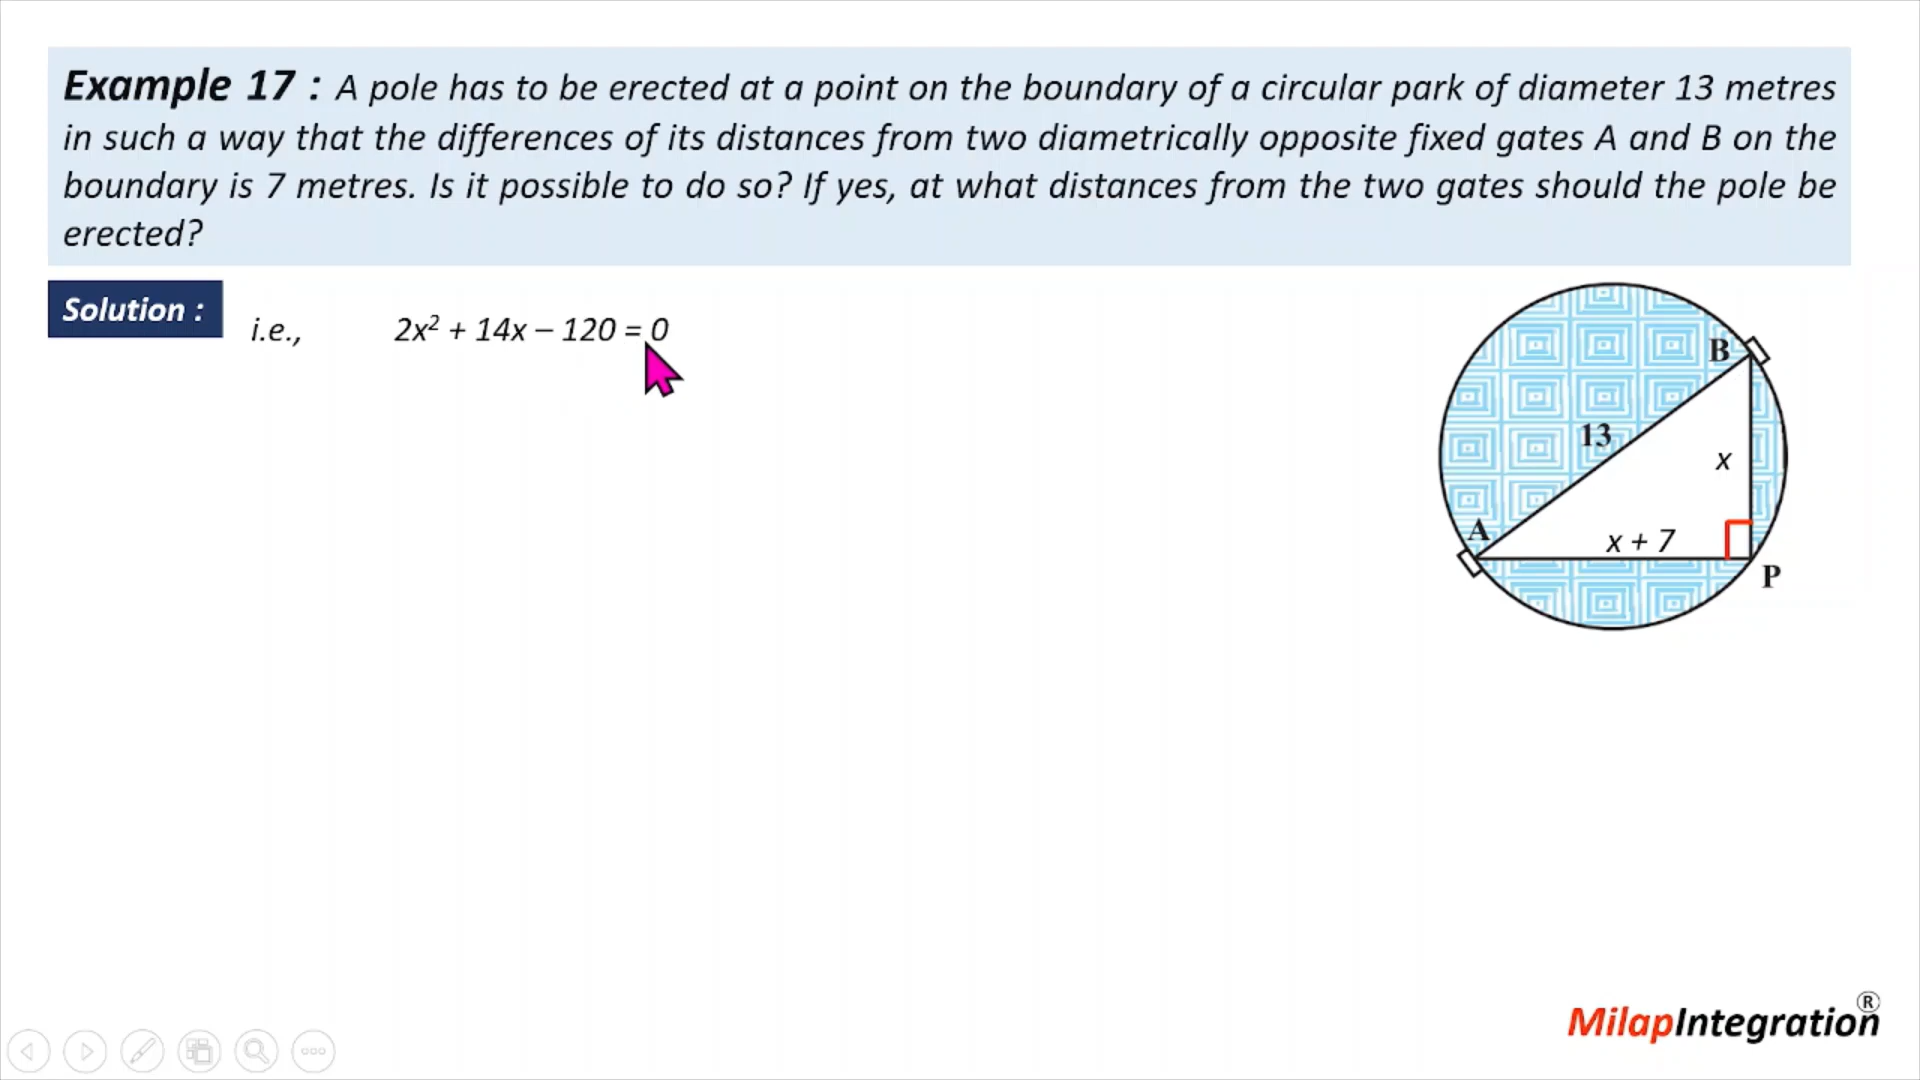 Example 17 : A pole has to be erected at a point on the boundary of a circular park of diameter 13 metres
in such a way that the differences of its distances from two diametrically opposite fixed gates A and B on the
boundary is 7 metres. Is it possible to do so? If yes, at what distances from the two gates should the pole be
erected?
Solution :
i.e., 2x² + 14x – 120 = 0
B
13
x
A
x + 7
P
MilapIntegration®